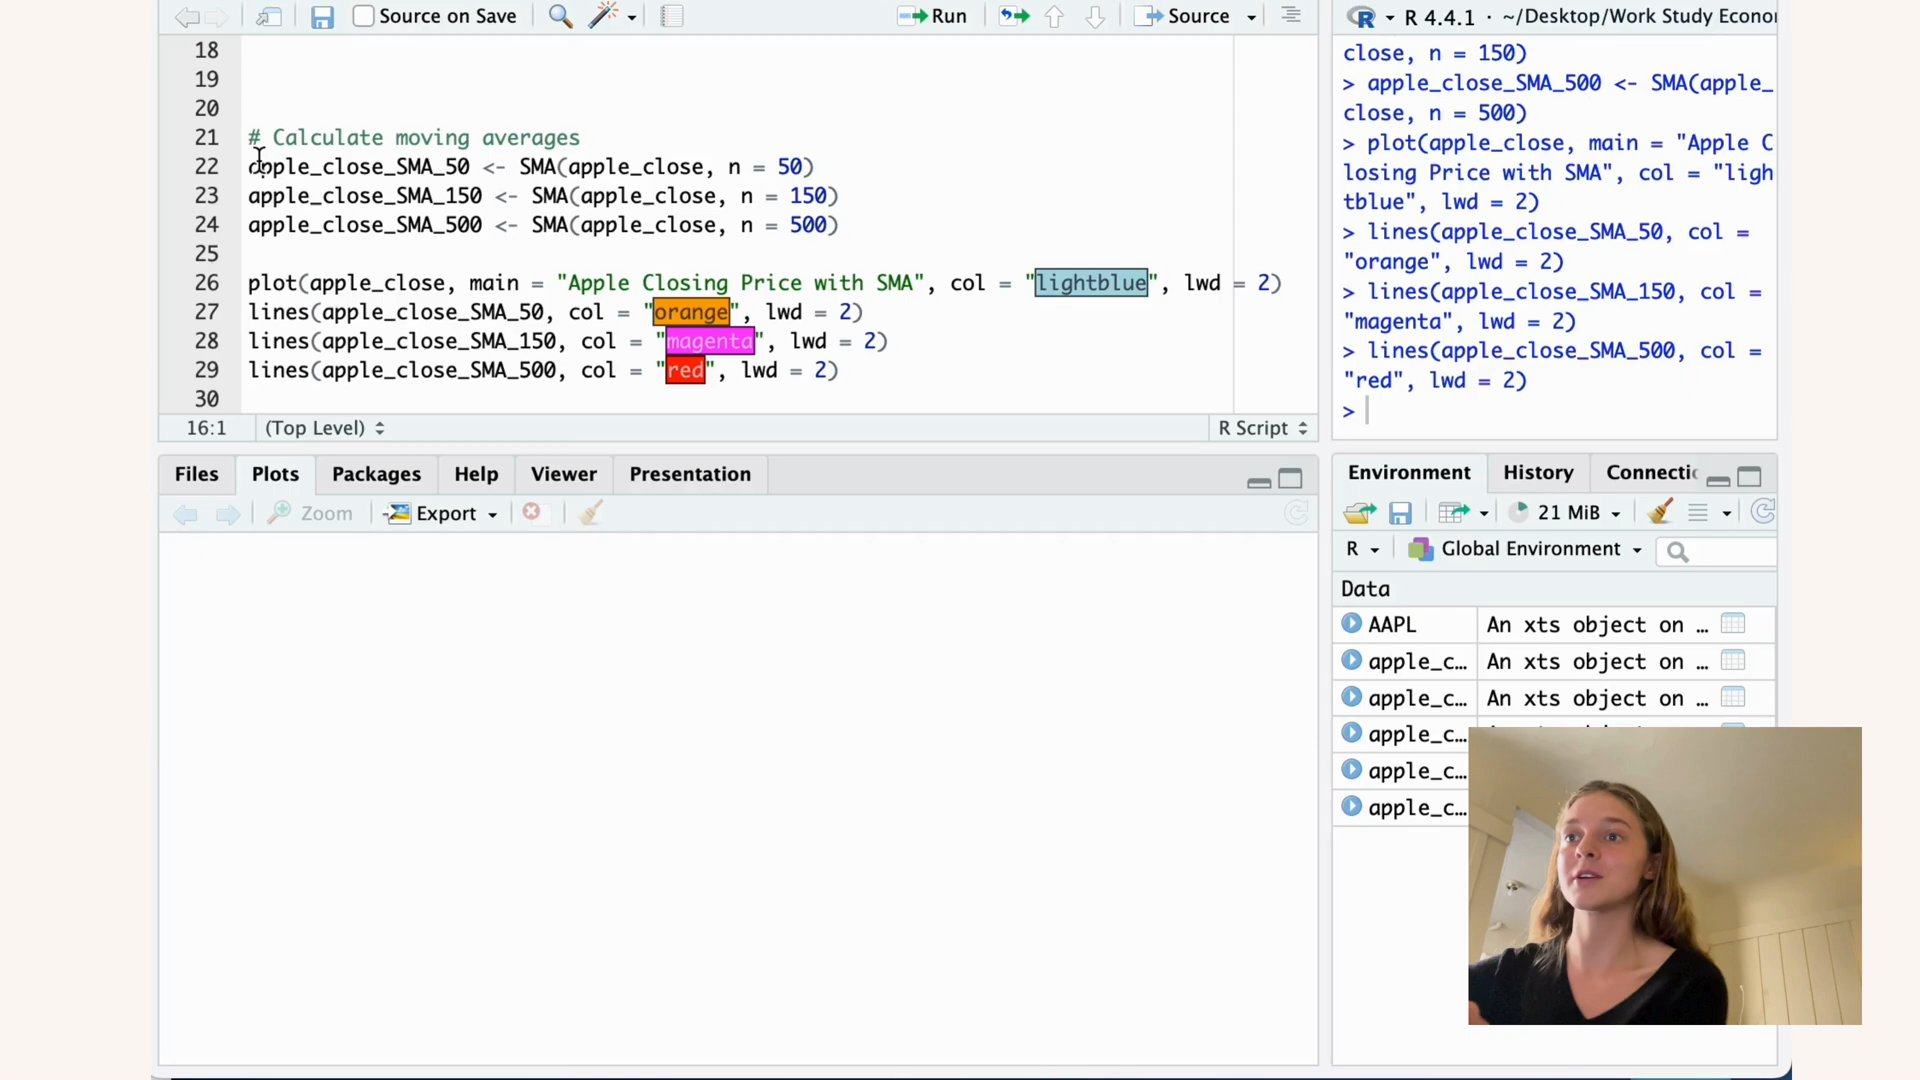 Source on Save
Run
Source
18
19
20
21 # Calculate moving averages
22 apple_close_SMA_50 <- SMA(apple_close, n = 50)
23 apple_close_SMA_150 <- SMA(apple_close, n = 150)
24 apple_close_SMA_500 <- SMA(apple_close, n = 500)
25
26 plot(apple_close, main = "Apple Closing Price with SMA", col = "lightblue", lwd = 2)
27 lines(apple_close_SMA_50, col = "orange", lwd = 2)
28 lines(apple_close_SMA_150, col = "magenta", lwd = 2)
29 lines(apple_close_SMA_500, col = "red", lwd = 2)
30
16:1 (Top Level) R Script
R R 4.4.1 · ~/Desktop/Work Study Econo
close, n = 150)
> apple_close_SMA_500 <- SMA(apple_
close, n = 500)
> plot(apple_close, main = "Apple C
losing Price with SMA", col = "ligh
tblue", lwd = 2)
> lines(apple_close_SMA_50, col =
"orange", lwd = 2)
> lines(apple_close_SMA_150, col =
"magenta", lwd = 2)
> lines(apple_close_SMA_500, col =
"red", lwd = 2)
>
Files Plots Packages Help Viewer Presentation
Zoom Export
Environment History Connecti
21 MiB
R Global Environment
Data
AAPL An xts object on …
apple_c… An xts object on …
apple_c… An xts object on …
apple_c…
apple_c…
apple_c…